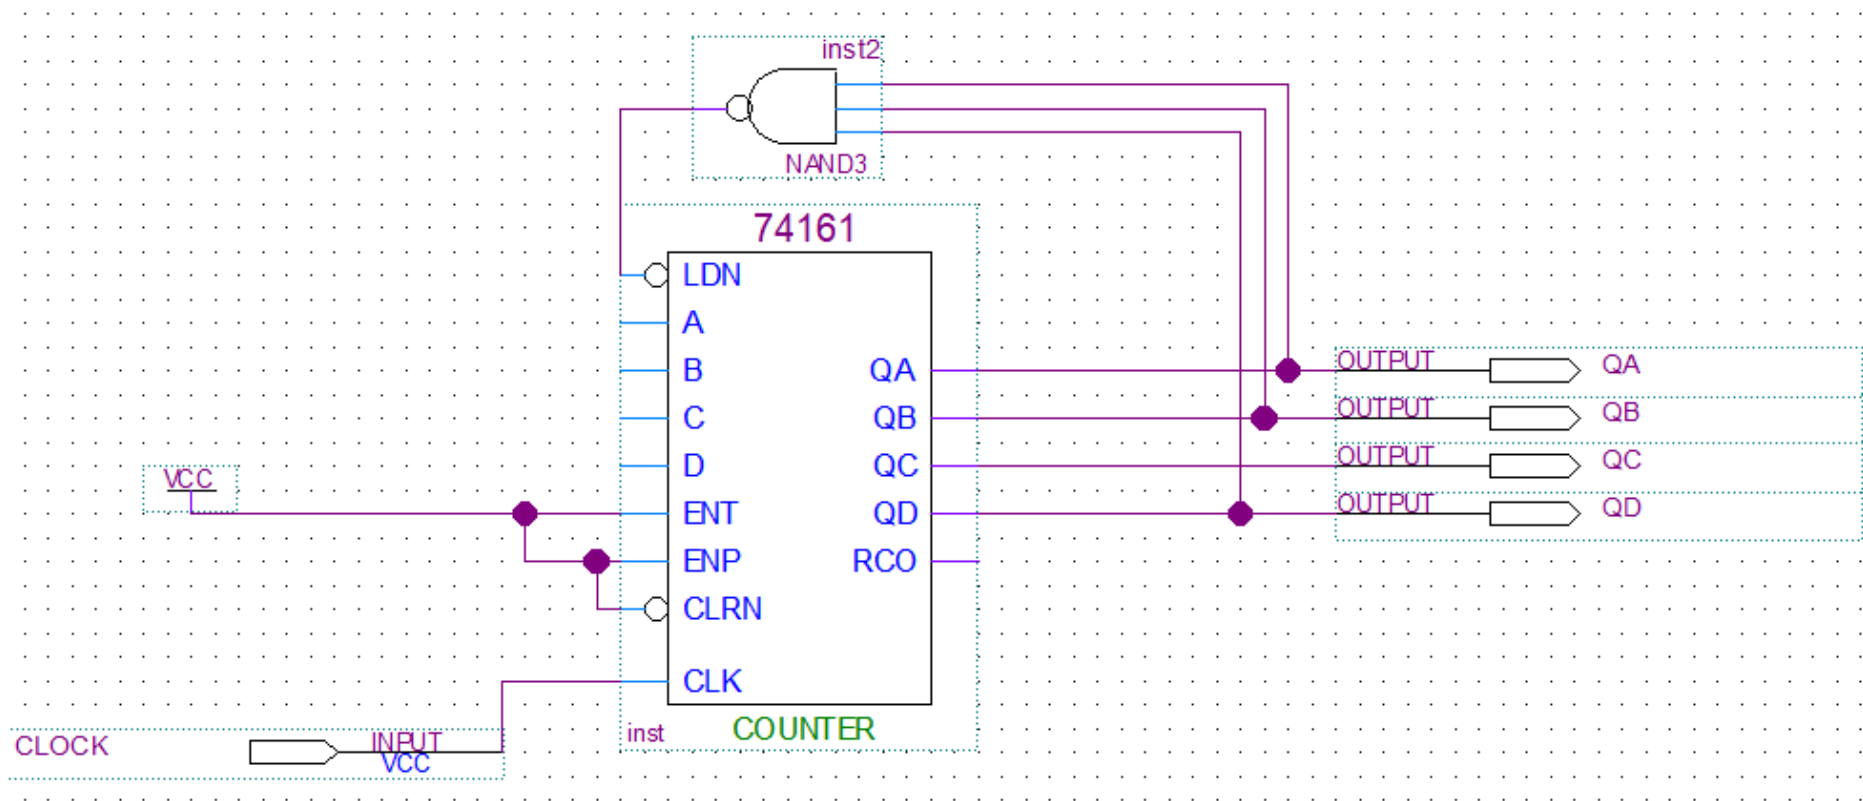 inst2
NAND3
74161
LDN
A
B
C
D
ENT
ENP
CLRN
CLK
QA
QB
QC
QD
RCO
COUNTER
inst
VCC
CLOCK
INPUT
VCC
OUTPUT QA
OUTPUT QB
OUTPUT QC
OUTPUT QD